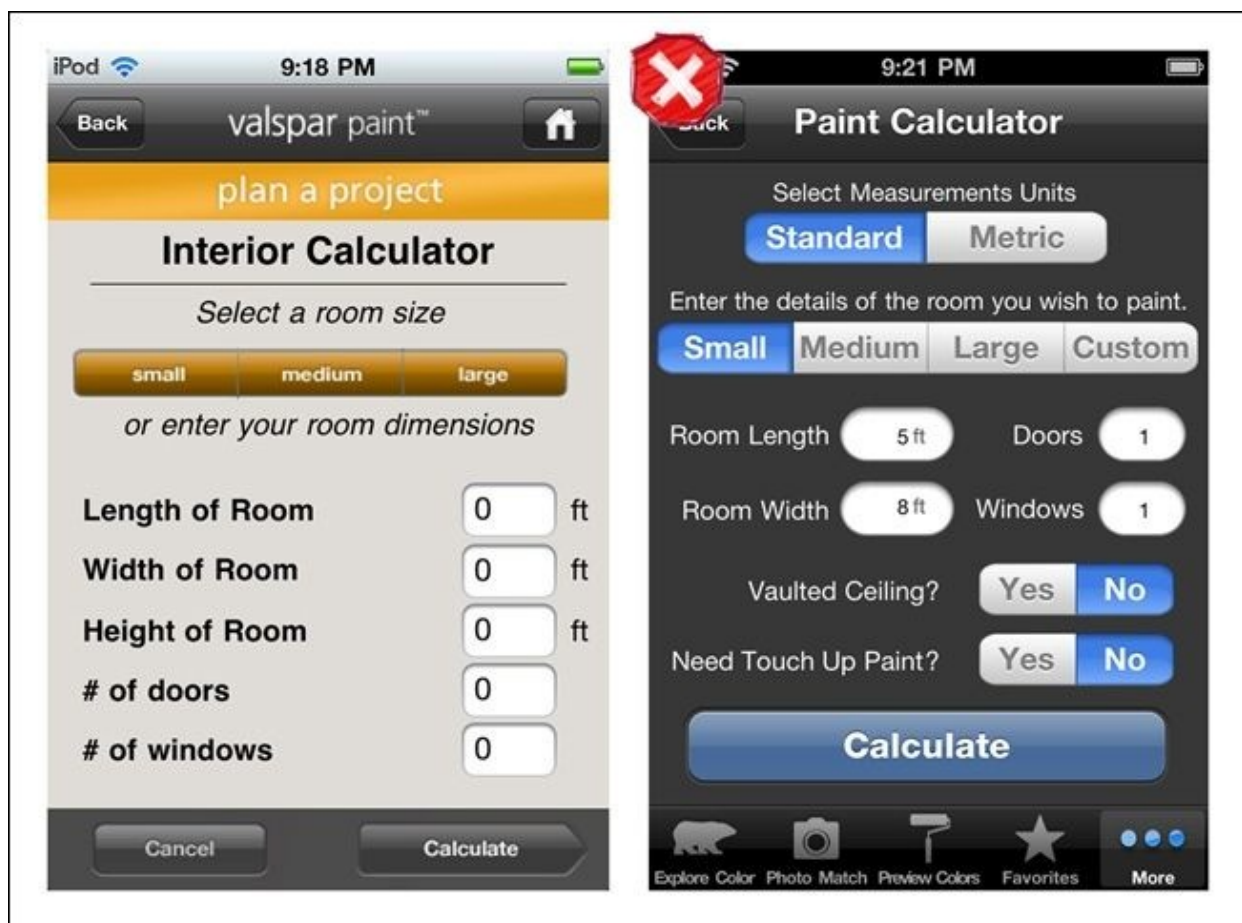 iPod 9:18 PM
Back valspar paint™
plan a project
Interior Calculator
Select a room size
small medium large
or enter your room dimensions
Length of Room 0 ft
Width of Room 0 ft
Height of Room 0 ft
# of doors 0
# of windows 0
Cancel Calculate
9:21 PM
Back Paint Calculator
Select Measurements Units
Standard Metric
Enter the details of the room you wish to paint.
Small Medium Large Custom
Room Length 5 ft Doors 1
Room Width 8 ft Windows 1
Vaulted Ceiling? Yes No
Need Touch Up Paint? Yes No
Calculate
Explore Color Photo Match Preview Colors Favorites More